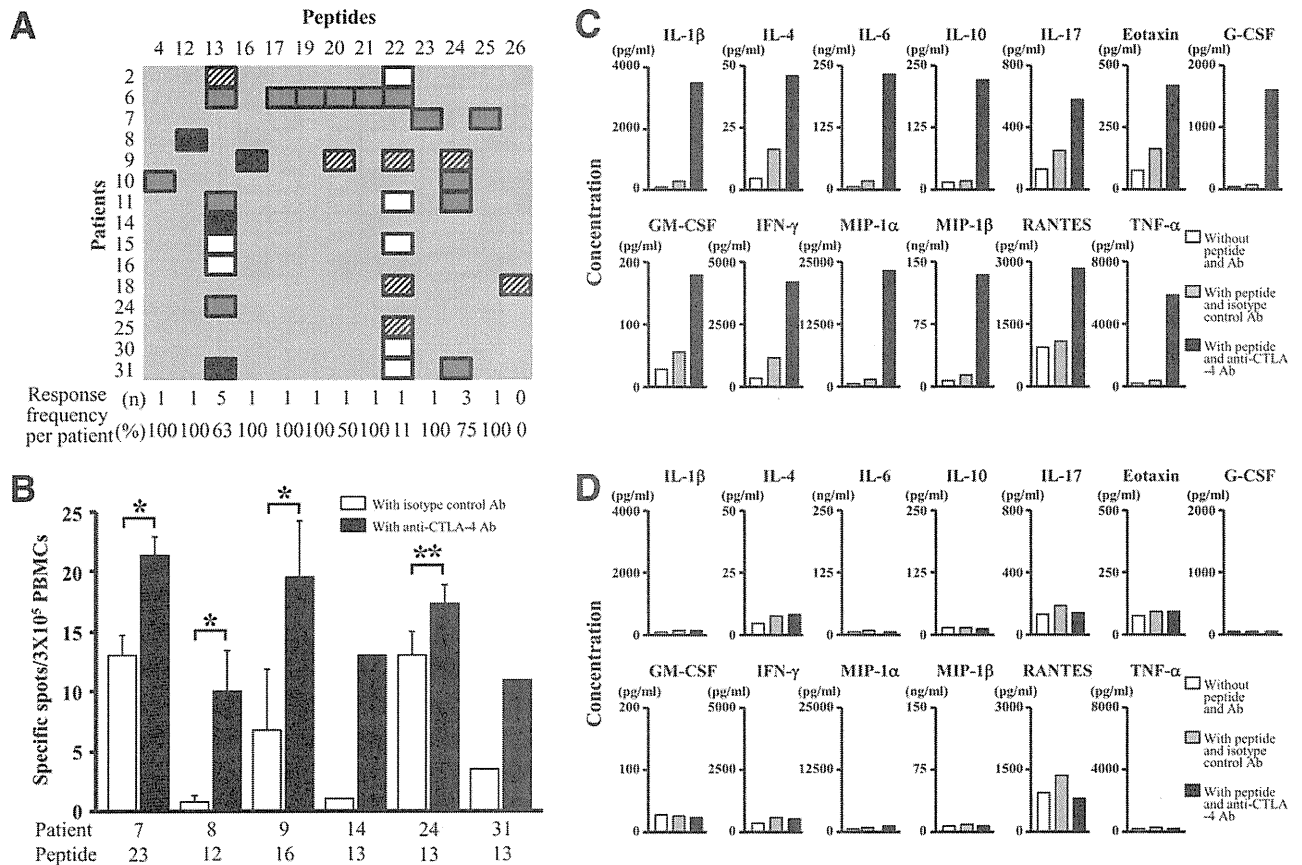 A
Peptides
4 12 13 16 17 19 20 21 22 23 24 25 26
Patients
2
6
7
8
9
10
11
14
15
16
18
24
25
30
31
Response frequency per patient
(n) 1 1 5 1 1 1 1 1 1 1 3 1 0
(%) 100 100 63 100 100 100 50 100 11 100 75 100 0
B
Specific spots/3X10⁵ PBMCs
25
20
15
10
5
0
With isotype control Ab
With anti-CTLA-4 Ab
* * * **
Patient 7 8 9 14 24 31
Peptide 23 12 16 13 13 13
C
Concentration
IL-1β IL-4 IL-6 IL-10 IL-17 Eotaxin G-CSF
(pg/ml) (pg/ml) (ng/ml) (pg/ml) (pg/ml) (pg/ml) (pg/ml)
4000 50 250 250 800 500 2000
2000 25 125 125 400 250 1000
0 0 0 0 0 0 0
GM-CSF IFN-γ MIP-1α MIP-1β RANTES TNF-α
(pg/ml) (pg/ml) (pg/ml) (ng/ml) (pg/ml) (pg/ml)
200 5000 25000 150 3000 8000
100 2500 12500 75 1500 4000
0 0 0 0 0 0
Without
peptide
and Ab
With peptide
and isotype
control Ab
With peptide
and anti-CTLA
-4 Ab
D
Concentration
IL-1β IL-4 IL-6 IL-10 IL-17 Eotaxin G-CSF
(pg/ml) (pg/ml) (ng/ml) (pg/ml) (pg/ml) (pg/ml) (pg/ml)
4000 50 250 250 800 500 2000
2000 25 125 125 400 250 1000
0 0 0 0 0 0 0
GM-CSF IFN-γ MIP-1α MIP-1β RANTES TNF-α
(pg/ml) (pg/ml) (pg/ml) (ng/ml) (pg/ml) (pg/ml)
200 5000 25000 150 3000 8000
100 2500 12500 75 1500 4000
0 0 0 0 0 0
Without
peptide
and Ab
With peptide
and isotype
control Ab
With peptide
and anti-CTLA
-4 Ab